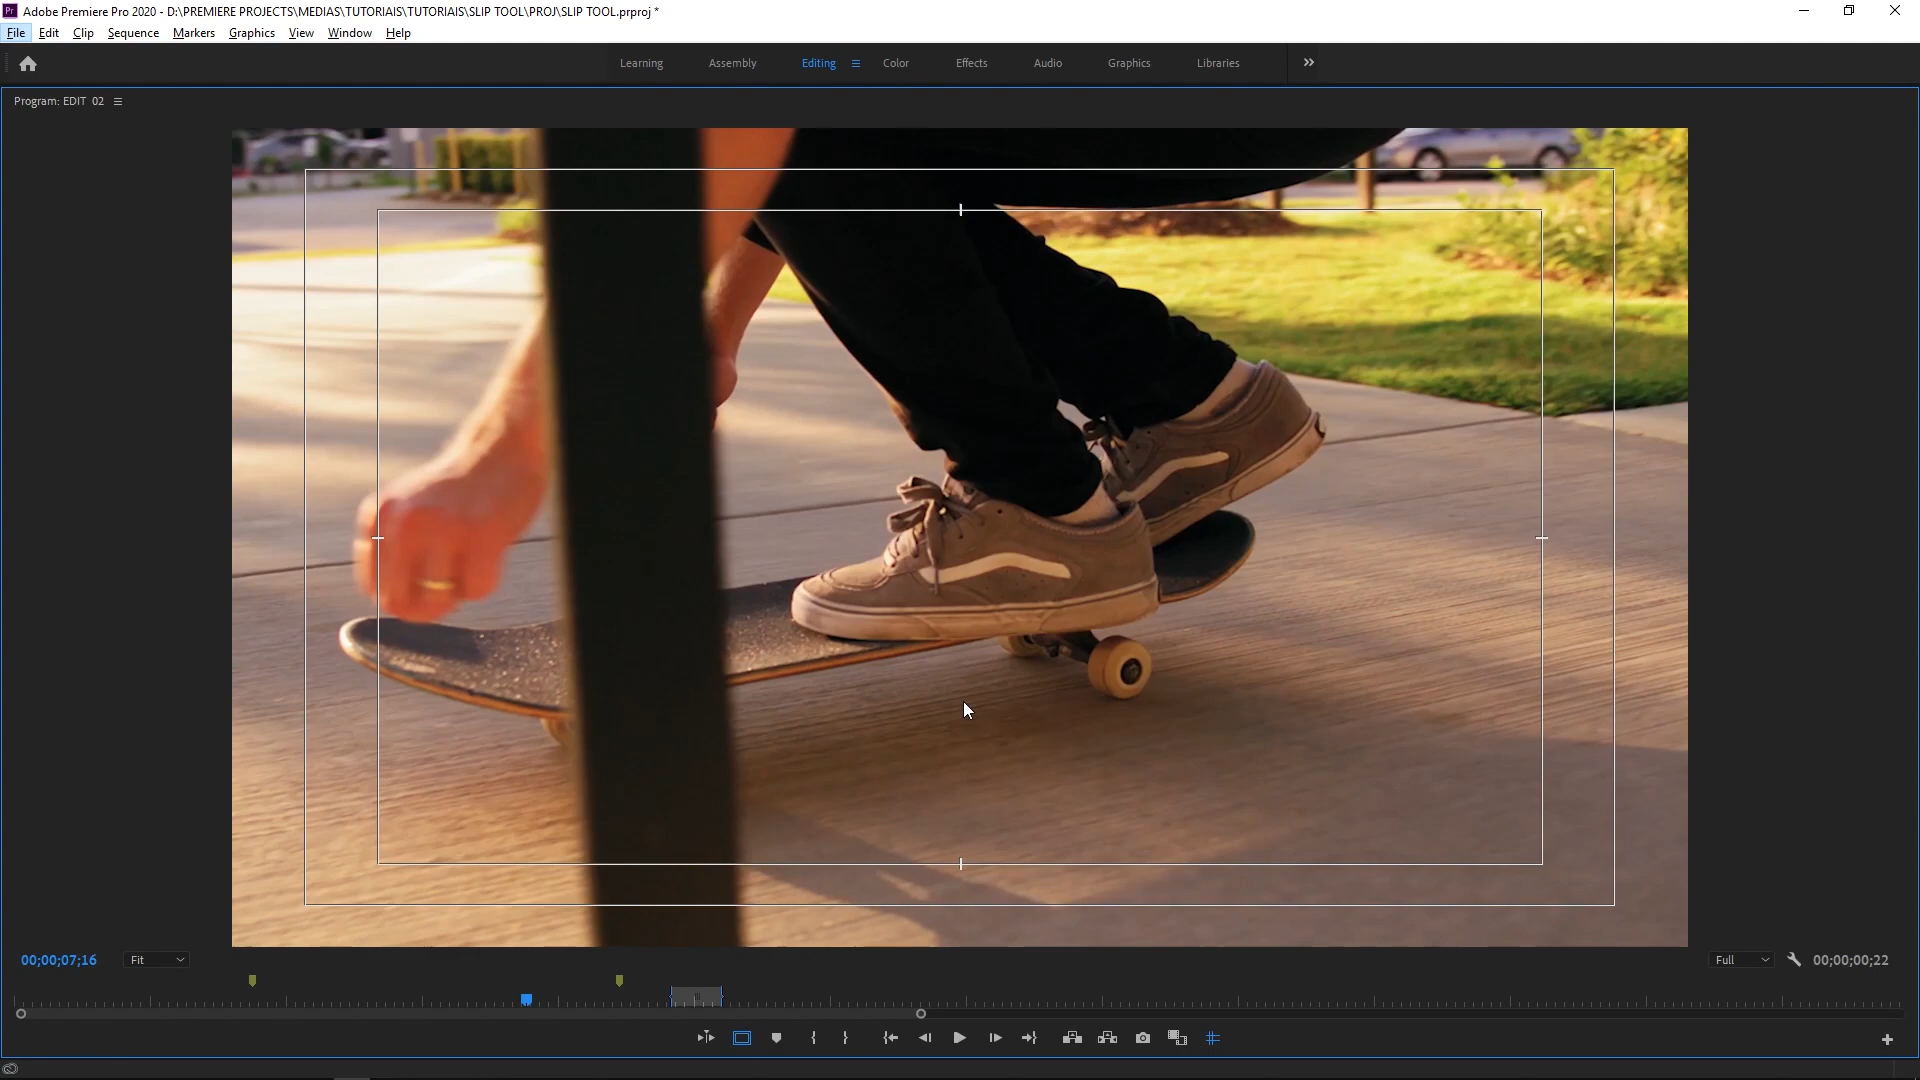 Pr Adobe Premiere Pro 2020 - D:\PREMIERE PROJECTS\MEDIAS\TUTORIAIS\TUTORIAIS\SLIP TOOL\PROJ\SLIP TOOL.prproj *
File Edit Clip Sequence Markers Graphics View Window Help
Learning Assembly Editing Color Effects Audio Graphics Libraries
Program: EDIT 02
00;00;07;16 Fit Full 00;00;00;22